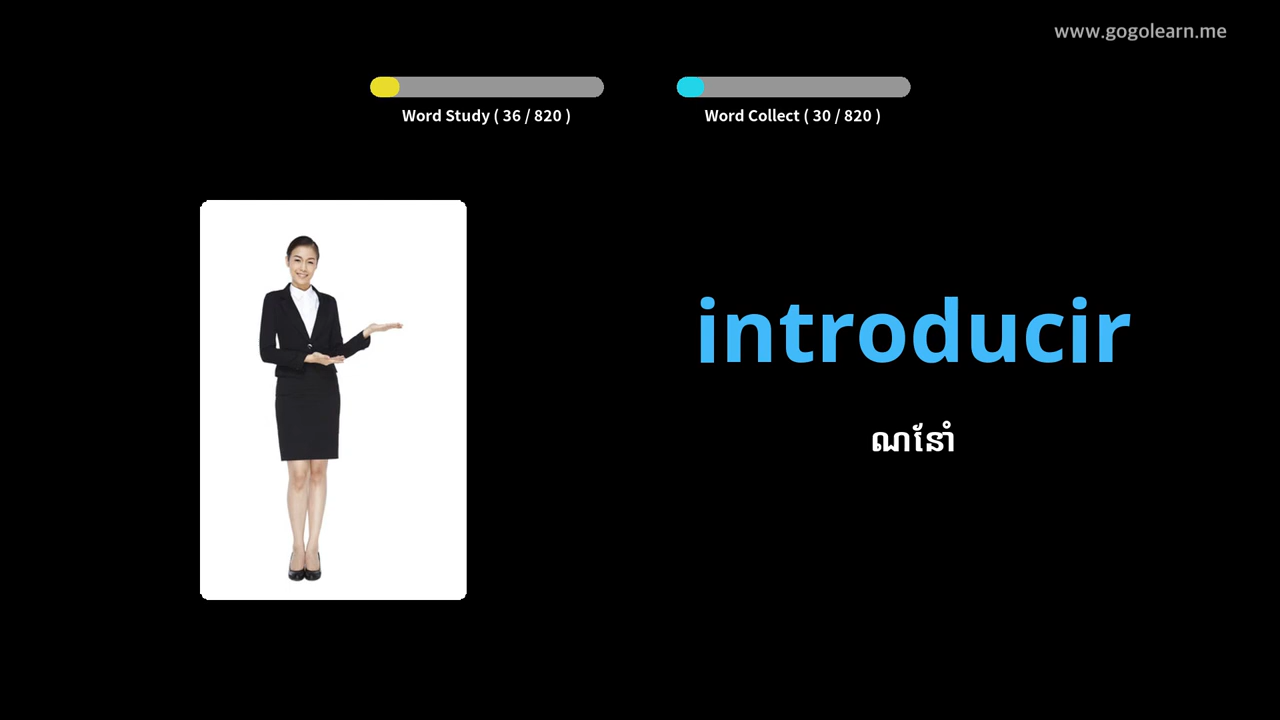 www.gogolearn.me
Word Study ( 36 / 820 )
Word Collect ( 30 / 820 )
introducir
ណែនាំ